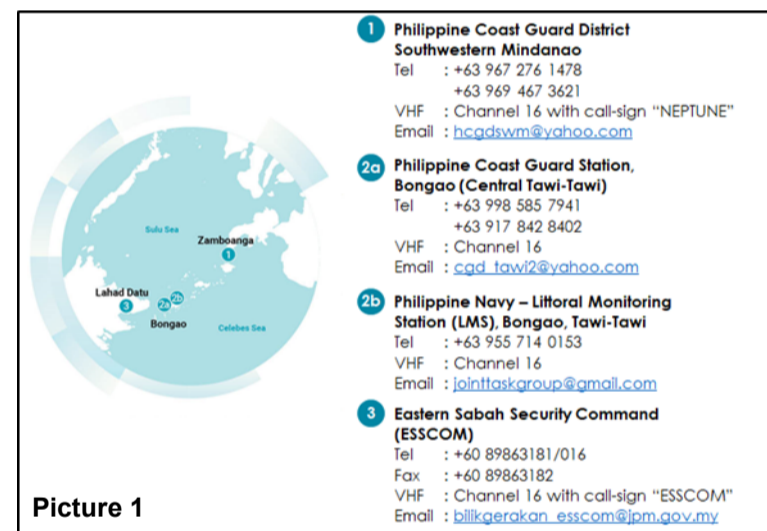 Sulu Sea
Zamboanga
1
Lahad Datu
3
2a
2b
Bongao
Celebes Sea
1 Philippine Coast Guard District
Southwestern Mindanao
Tel : +63 967 276 1478
+63 969 467 3621
VHF : Channel 16 with call-sign “NEPTUNE”
Email : hcgdswm@yahoo.com
2a Philippine Coast Guard Station,
Bongao (Central Tawi-Tawi)
Tel : +63 998 585 7941
+63 917 842 8402
VHF : Channel 16
Email : cgd_tawi2@yahoo.com
2b Philippine Navy – Littoral Monitoring
Station (LMS), Bongao, Tawi-Tawi
Tel : +63 955 714 0153
VHF : Channel 16
Email : jointtaskgroup@gmail.com
3 Eastern Sabah Security Command
(ESSCOM)
Tel : +60 89863181/016
Fax : +60 89863182
VHF : Channel 16 with call-sign “ESSCOM”
Email : bilikgerakan_esscom@jpm.gov.my
Picture 1